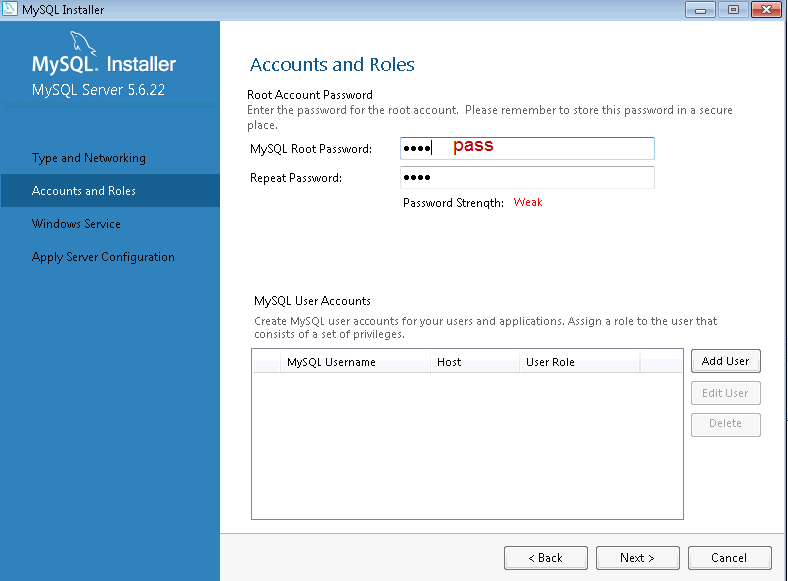 MySQL Installer
MySQL. Installer
MySQL Server 5.6.22
Type and Networking
Accounts and Roles
Windows Service
Apply Server Configuration
Accounts and Roles
Root Account Password
Enter the password for the root account. Please remember to store this password in a secure
place.
MySQL Root Password: •••• pass
Repeat Password: ••••
Password Strength: Weak
MySQL User Accounts
Create MySQL user accounts for your users and applications. Assign a role to the user that
consists of a set of privileges.
MySQL Username Host User Role
Add User
Edit User
Delete
< Back Next > Cancel